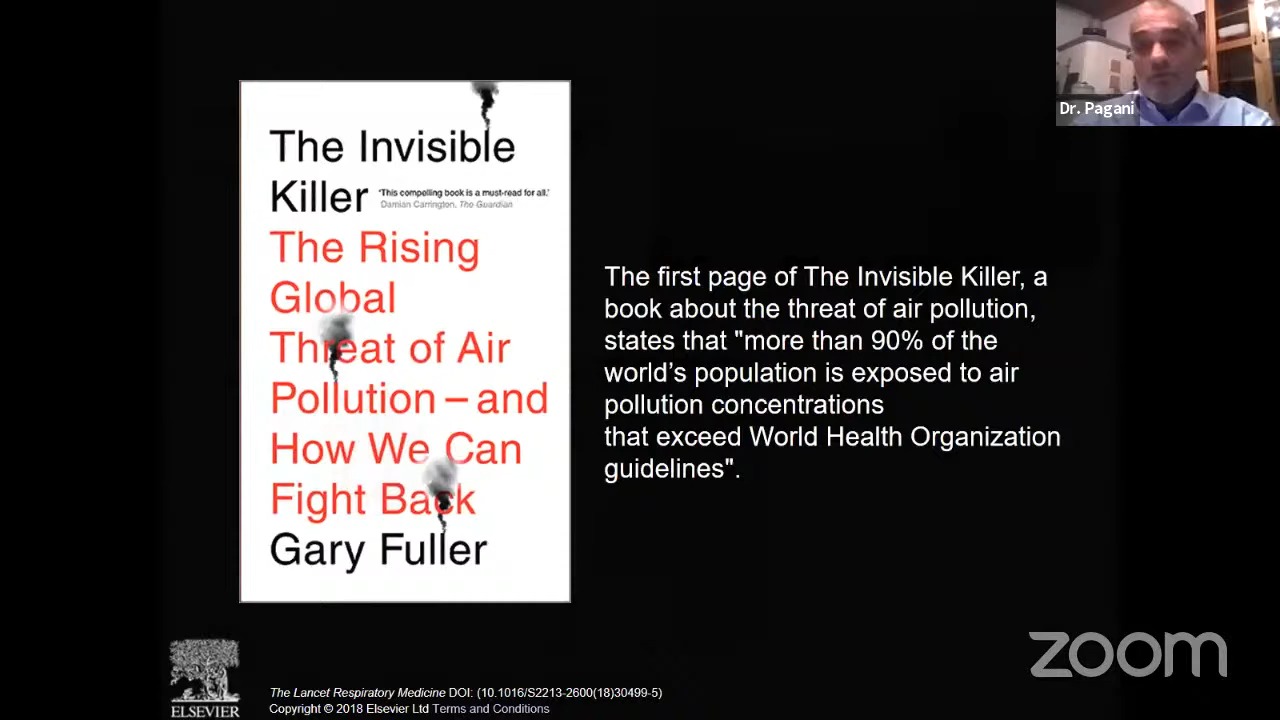 Dr. Pagani
The Invisible
Killer
'This compelling book is a must-read for all.'
Damian Carrington, The Guardian
The Rising
Global
Threat of Air
Pollution – and
How We Can
Fight Back
Gary Fuller
The first page of The Invisible Killer, a
book about the threat of air pollution,
states that "more than 90% of the
world's population is exposed to air
pollution concentrations
that exceed World Health Organization
guidelines".
zoom
ELSEVIER
The Lancet Respiratory Medicine DOI: (10.1016/S2213-2600(18)30499-5)
Copyright © 2018 Elsevier Ltd Terms and Conditions